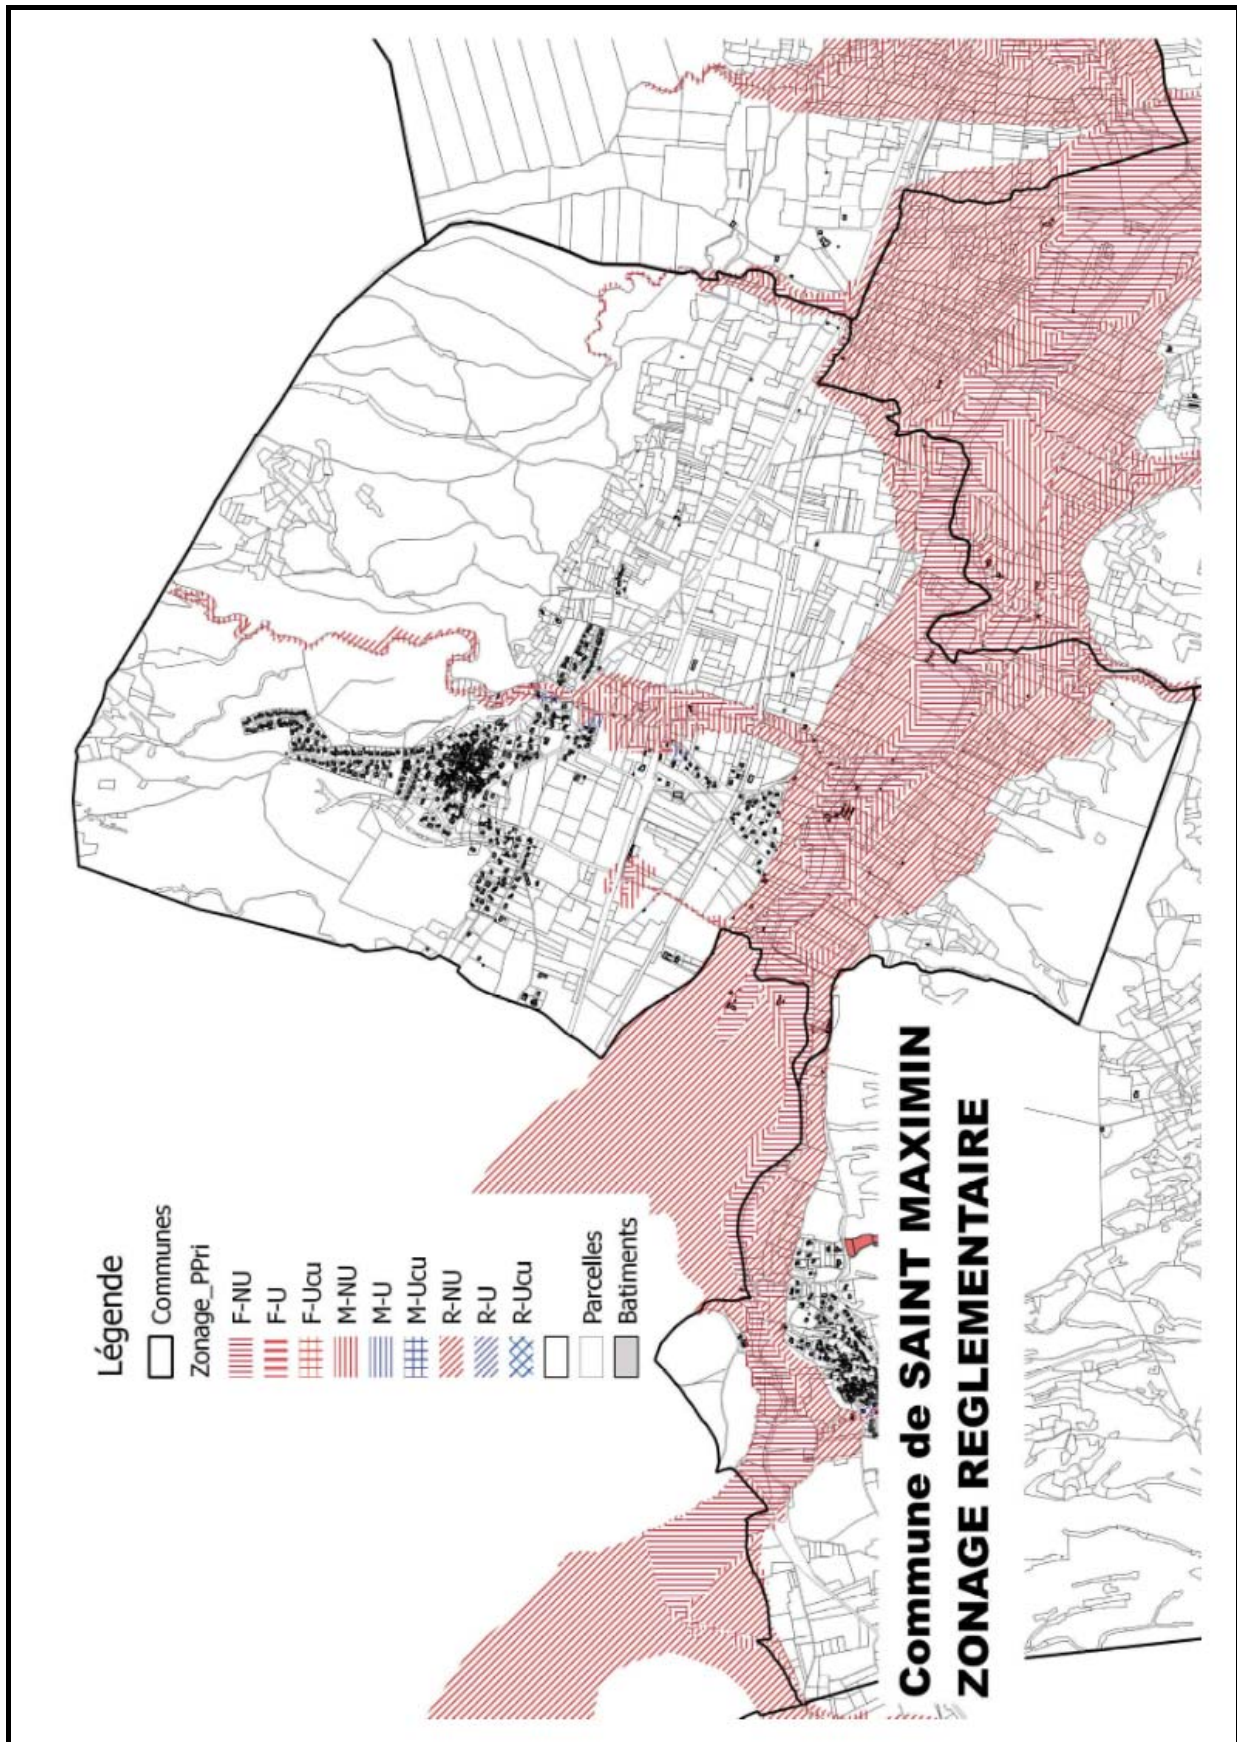 Légende
Communes
Zonage_PPri
F-NU
F-U
F-Ucu
M-NU
M-U
M-Ucu
R-NU
R-U
R-Ucu
Parcelles
Batiments
Commune de SAINT MAXIMIN
ZONAGE REGLEMENTAIRE